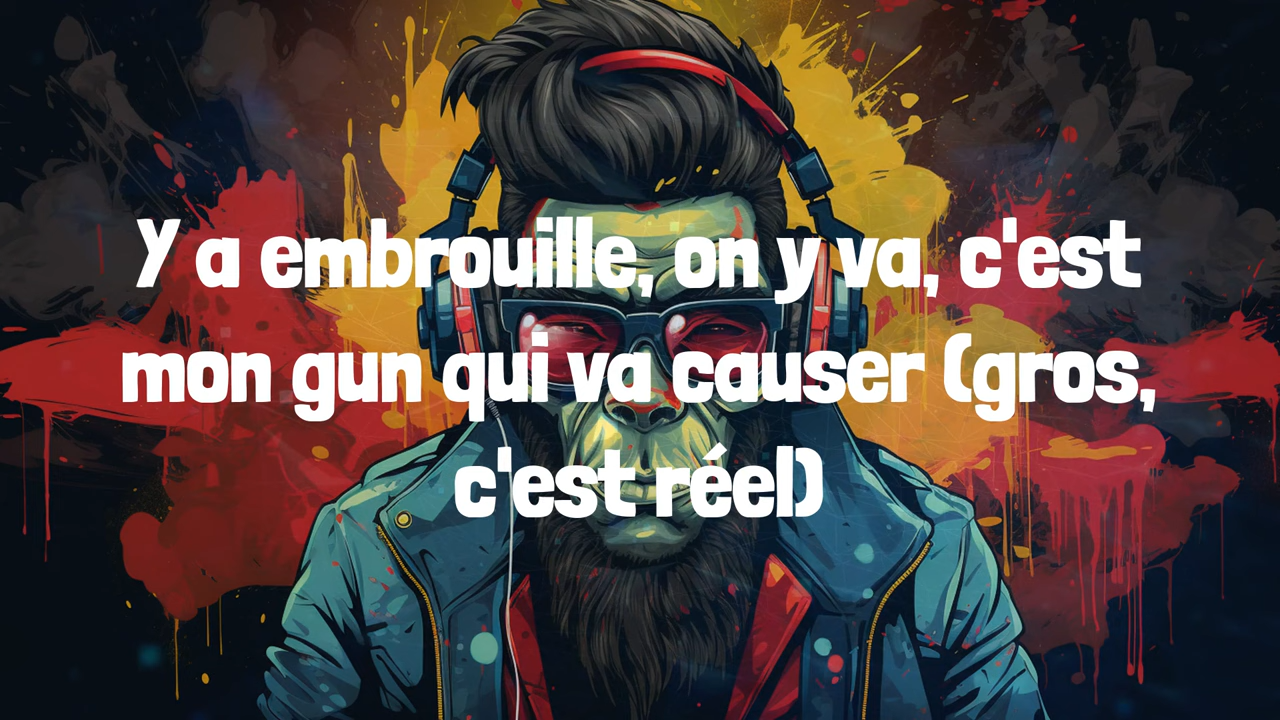 Y a embrouille, on y va, c'est
mon gun qui va causer (gros,
c'est réel)